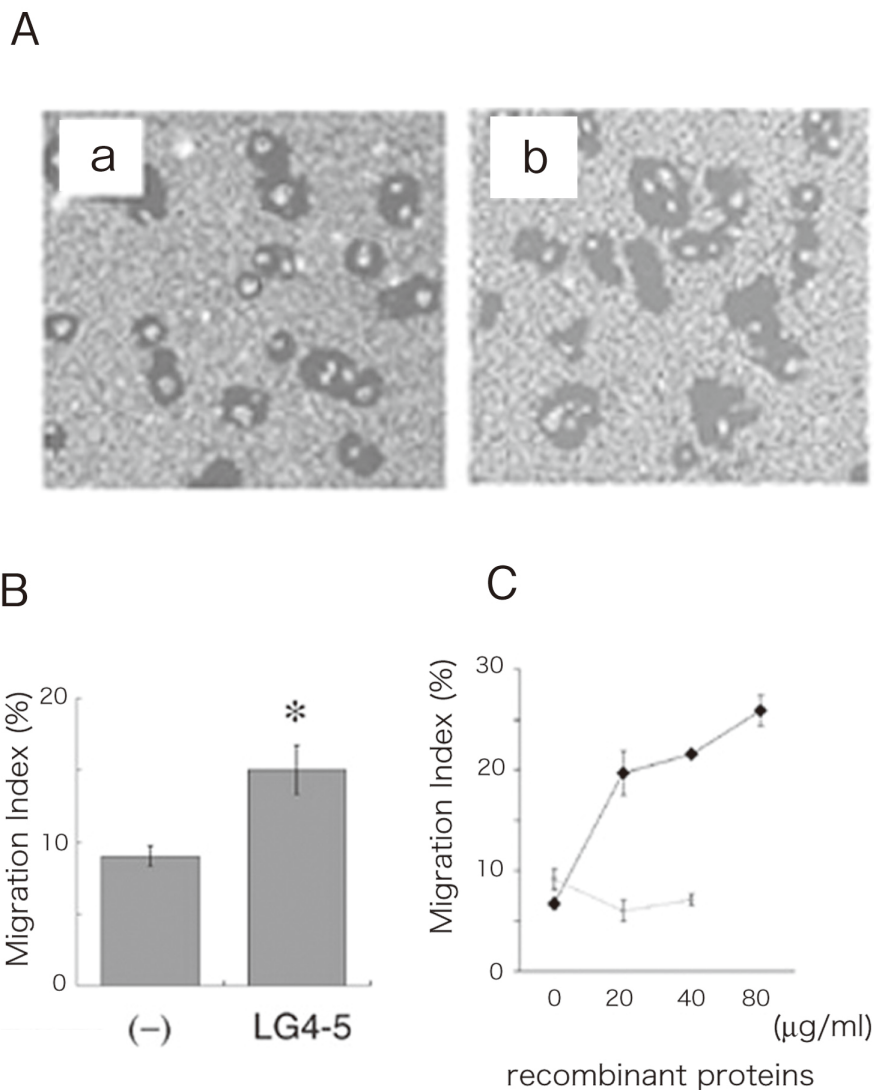 A
a
b
B
C
Migration Index (%)
20
10
0
(−)
*
LG4-5
Migration Index (%)
30
20
10
0
0 20 40 80
(μg/ml)
recombinant proteins